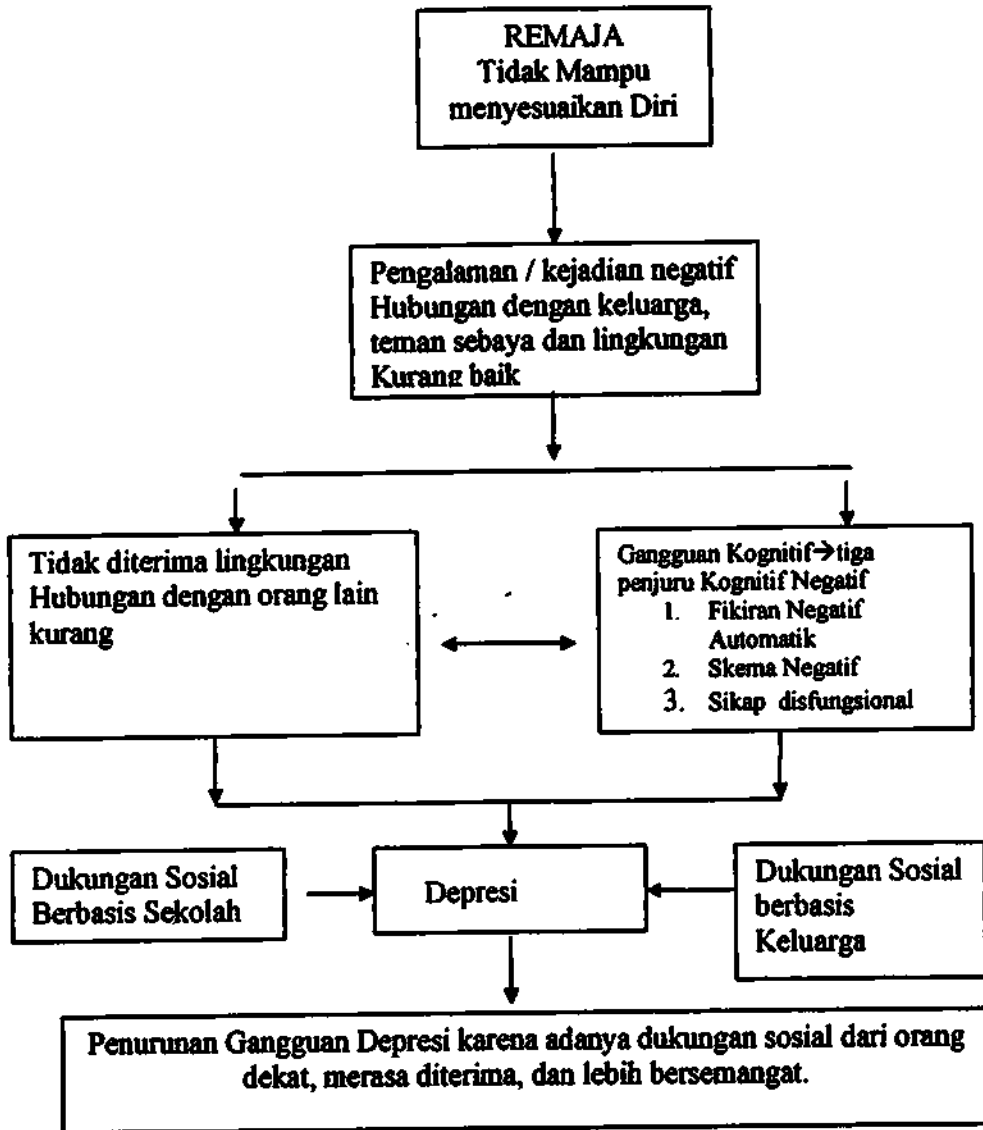 REMAJA
Tidak Mampu
menyesuaikan Diri
Pengalaman / kejadian negatif
Hubungan dengan keluarga,
teman sebaya dan lingkungan
Kurang baik
Tidak diterima lingkungan
Hubungan dengan orang lain
kurang
Gangguan Kognitif→tiga
penjuru Kognitif Negatif
1. Fikiran Negatif
Automatik
2. Skema Negatif
3. Sikap disfungsional
Dukungan Sosial
Berbasis Sekolah
Depresi
Dukungan Sosial
berbasis
Keluarga
Penurunan Gangguan Depresi karena adanya dukungan sosial dari orang
dekat, merasa diterima, dan lebih bersemangat.